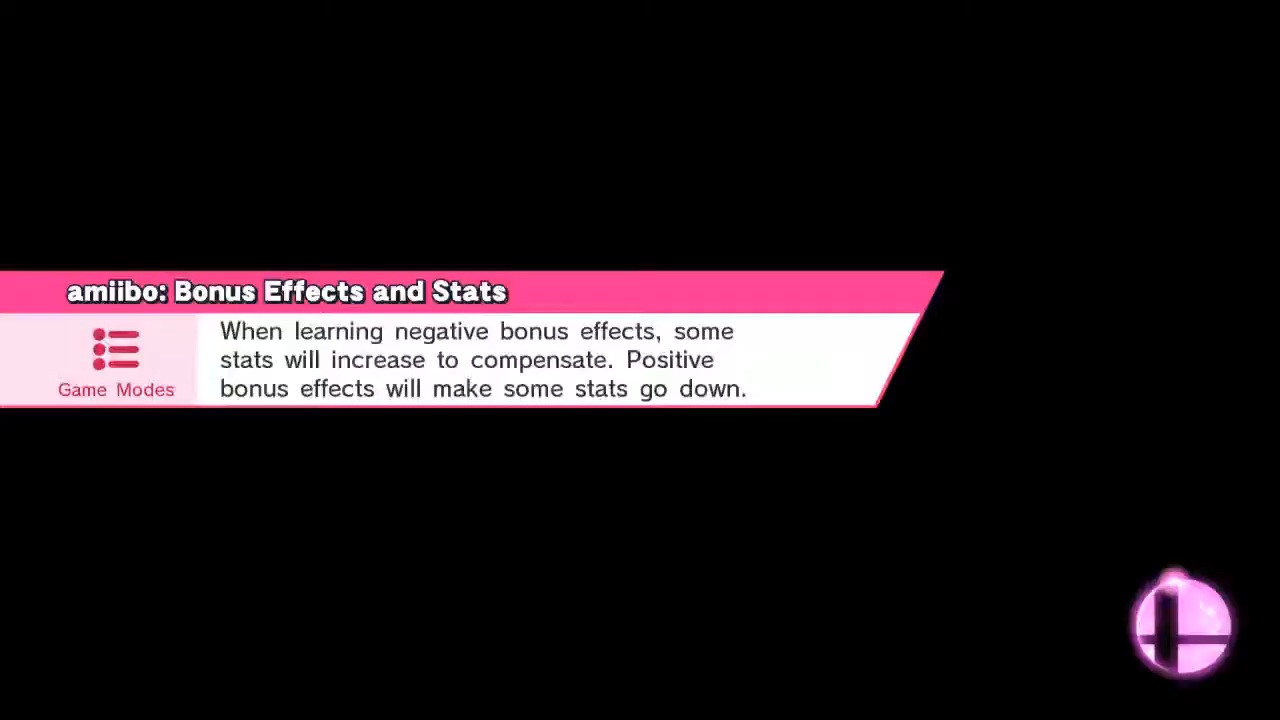 amiibo: Bonus Effects and Stats
Game Modes
When learning negative bonus effects, some
stats will increase to compensate. Positive
bonus effects will make some stats go down.